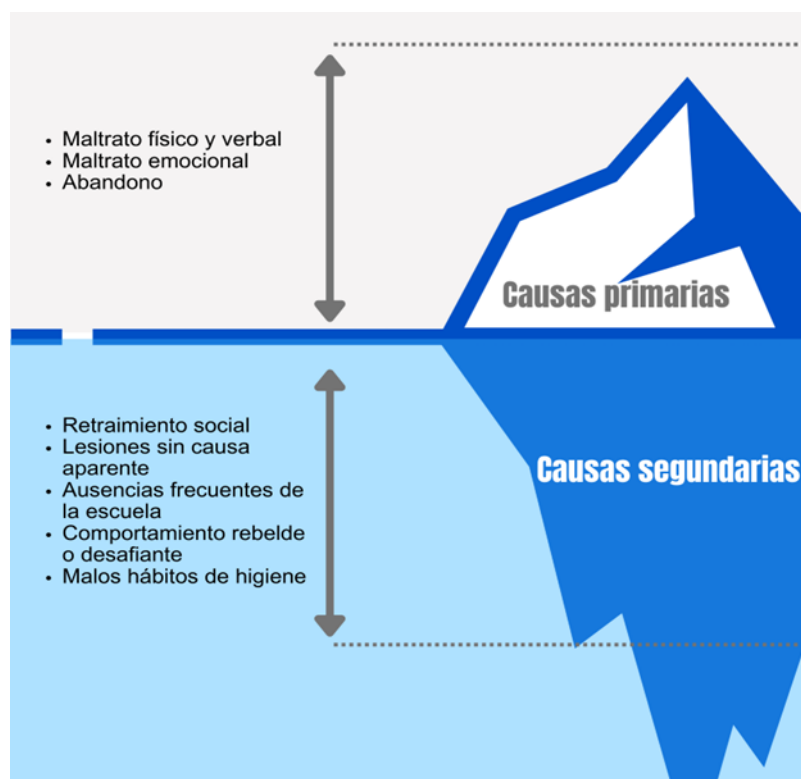 • Maltrato físico y verbal
• Maltrato emocional
• Abandono
Causas primarias
• Retraimiento social
• Lesiones sin causa
aparente
• Ausencias frecuentes de
la escuela
• Comportamiento rebelde
o desafiante
• Malos hábitos de higiene
Causas segundarias